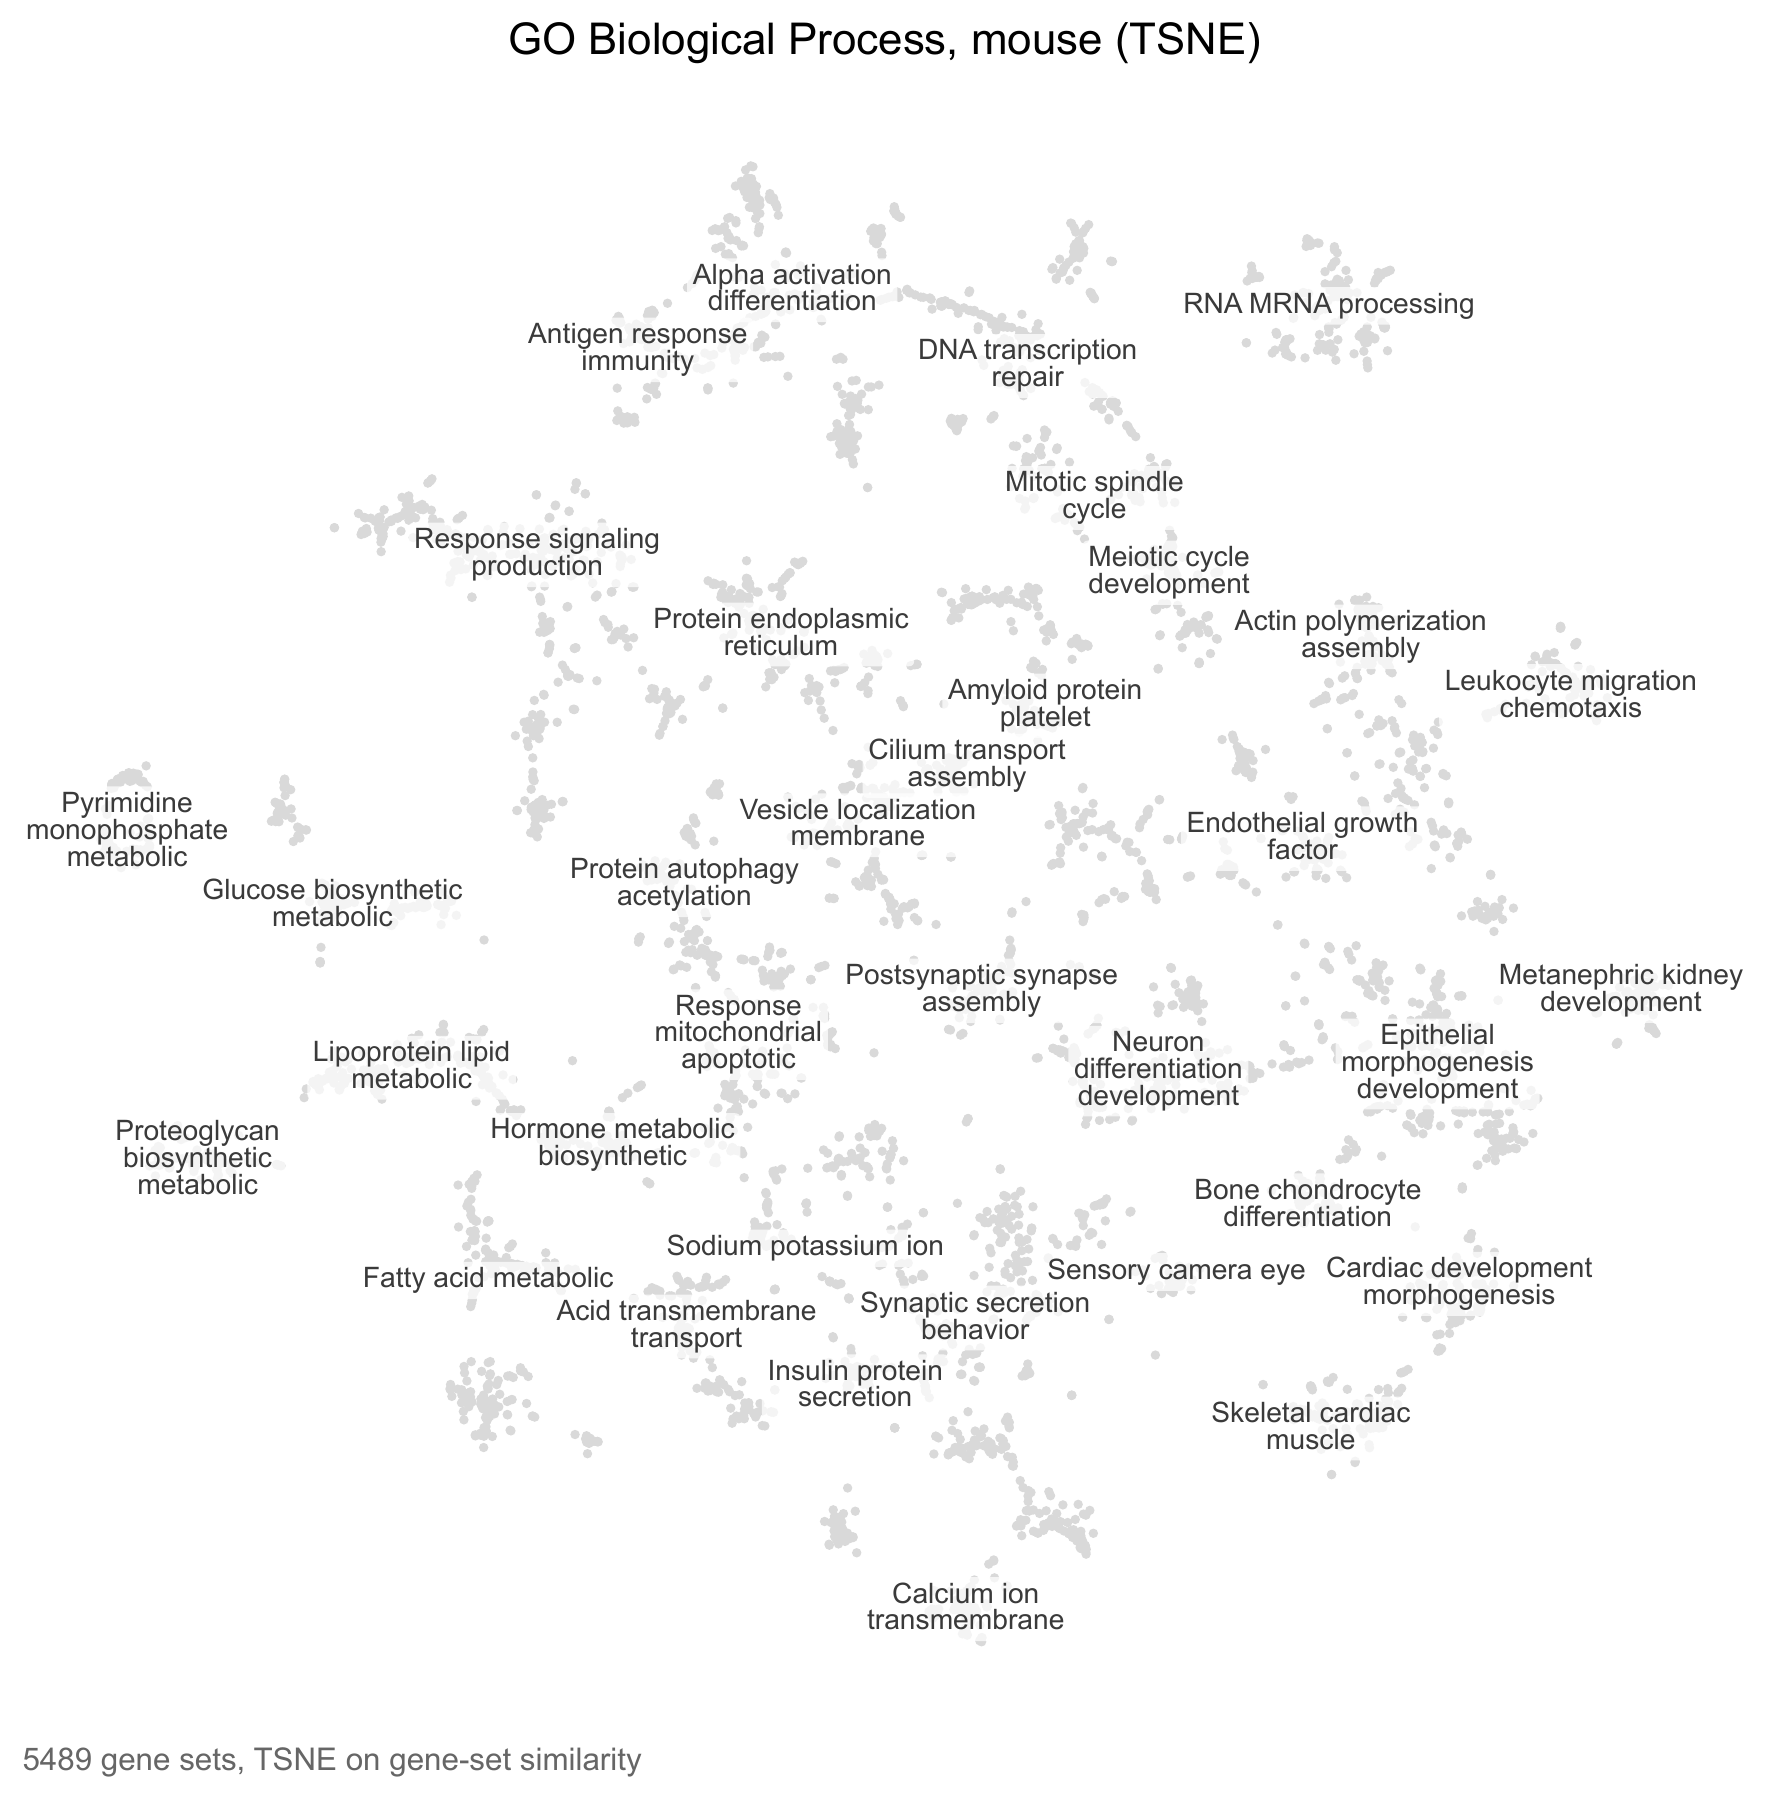 GO Biological Process, mouse (TSNE)
Alpha activation
differentiation
RNA MRNA processing
Antigen response
immunity
DNA transcription
repair
Mitotic spindle
cycle
Response signaling
production
Meiotic cycle
development
Protein endoplasmic
reticulum
Actin polymerization
assembly
Leukocyte migration
chemotaxis
Amyloid protein
platelet
Cilium transport
assembly
Pyrimidine
monophosphate
metabolic
Vesicle localization
membrane
Endothelial growth
factor
Protein autophagy
acetylation
Glucose biosynthetic
metabolic
Postsynaptic synapse
assembly
Metanephric kidney
development
Response
mitochondrial
apoptotic
Neuron
differentiation
development
Epithelial
morphogenesis
development
Lipoprotein lipid
metabolic
Proteoglycan
biosynthetic
metabolic
Hormone metabolic
biosynthetic
Bone chondrocyte
differentiation
Sodium potassium ion
Fatty acid metabolic
Sensory camera eye
Cardiac development
morphogenesis
Acid transmembrane
transport
Synaptic secretion
behavior
Insulin protein
secretion
Skeletal cardiac
muscle
Calcium ion
transmembrane
5489 gene sets, TSNE on gene-set similarity